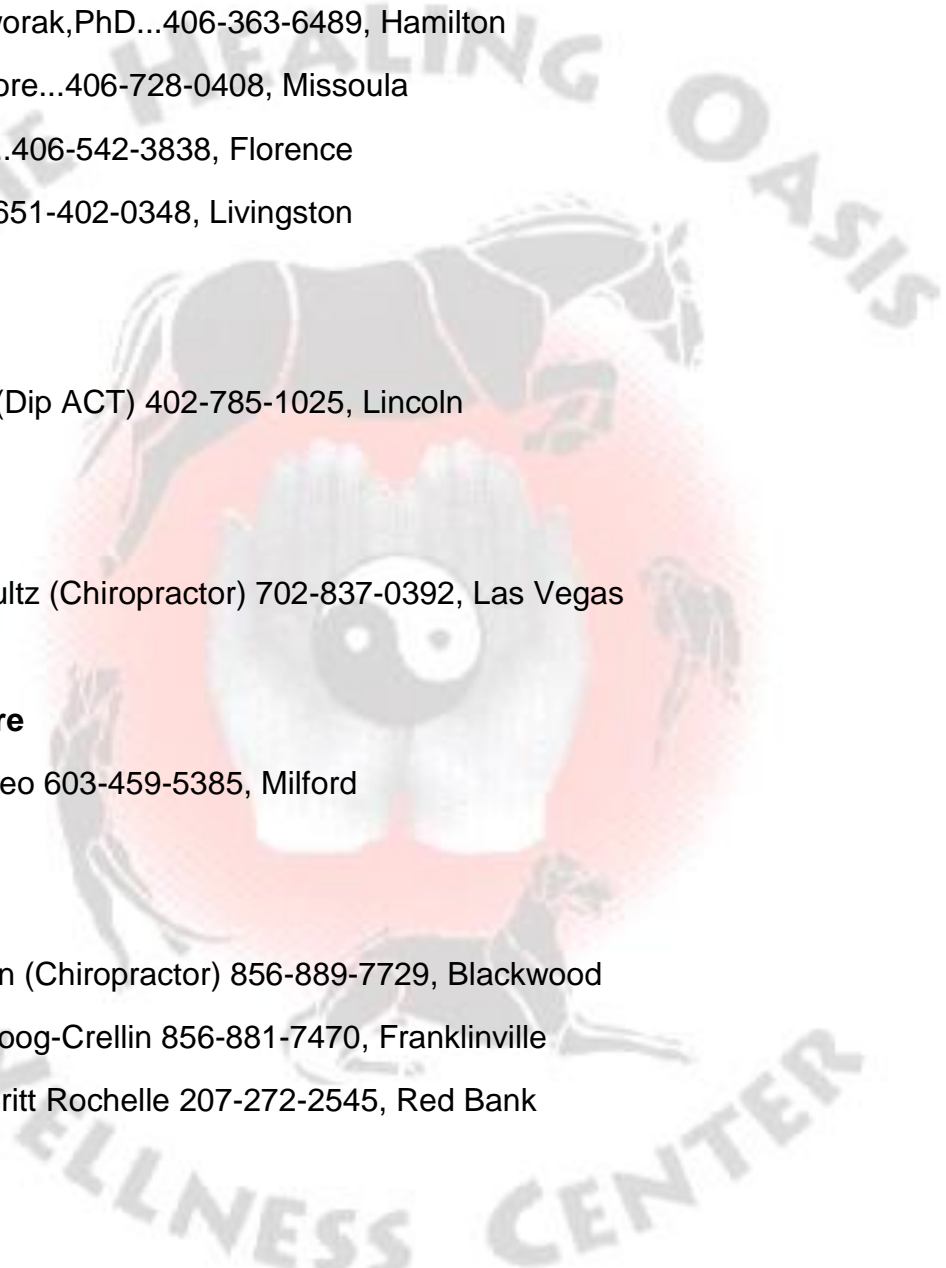 THE HEALING OASIS
orak,PhD...406-363-6489, Hamilton
ore...406-728-0408, Missoula
..406-542-3838, Florence
651-402-0348, Livingston
(Dip ACT) 402-785-1025, Lincoln
ultz (Chiropractor) 702-837-0392, Las Vegas
re
eo 603-459-5385, Milford
n (Chiropractor) 856-889-7729, Blackwood
oog-Crellin 856-881-7470, Franklinville
ritt Rochelle 207-272-2545, Red Bank
WELLNESS CENTER